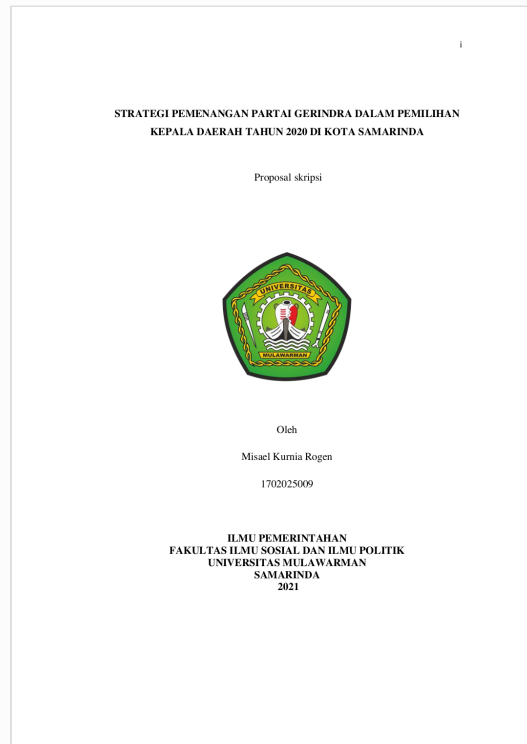 i
STRATEGI PEMENANGAN PARTAI GERINDRA DALAM PEMILIHAN
KEPALA DAERAH TAHUN 2020 DI KOTA SAMARINDA
Proposal skripsi
UNIVERSITAS
MULAWARMAN
Oleh
Misael Kurnia Rogen
1702025009
ILMU PEMERINTAHAN
FAKULTAS ILMU SOSIAL DAN ILMU POLITIK
UNIVERSITAS MULAWARMAN
SAMARINDA
2021